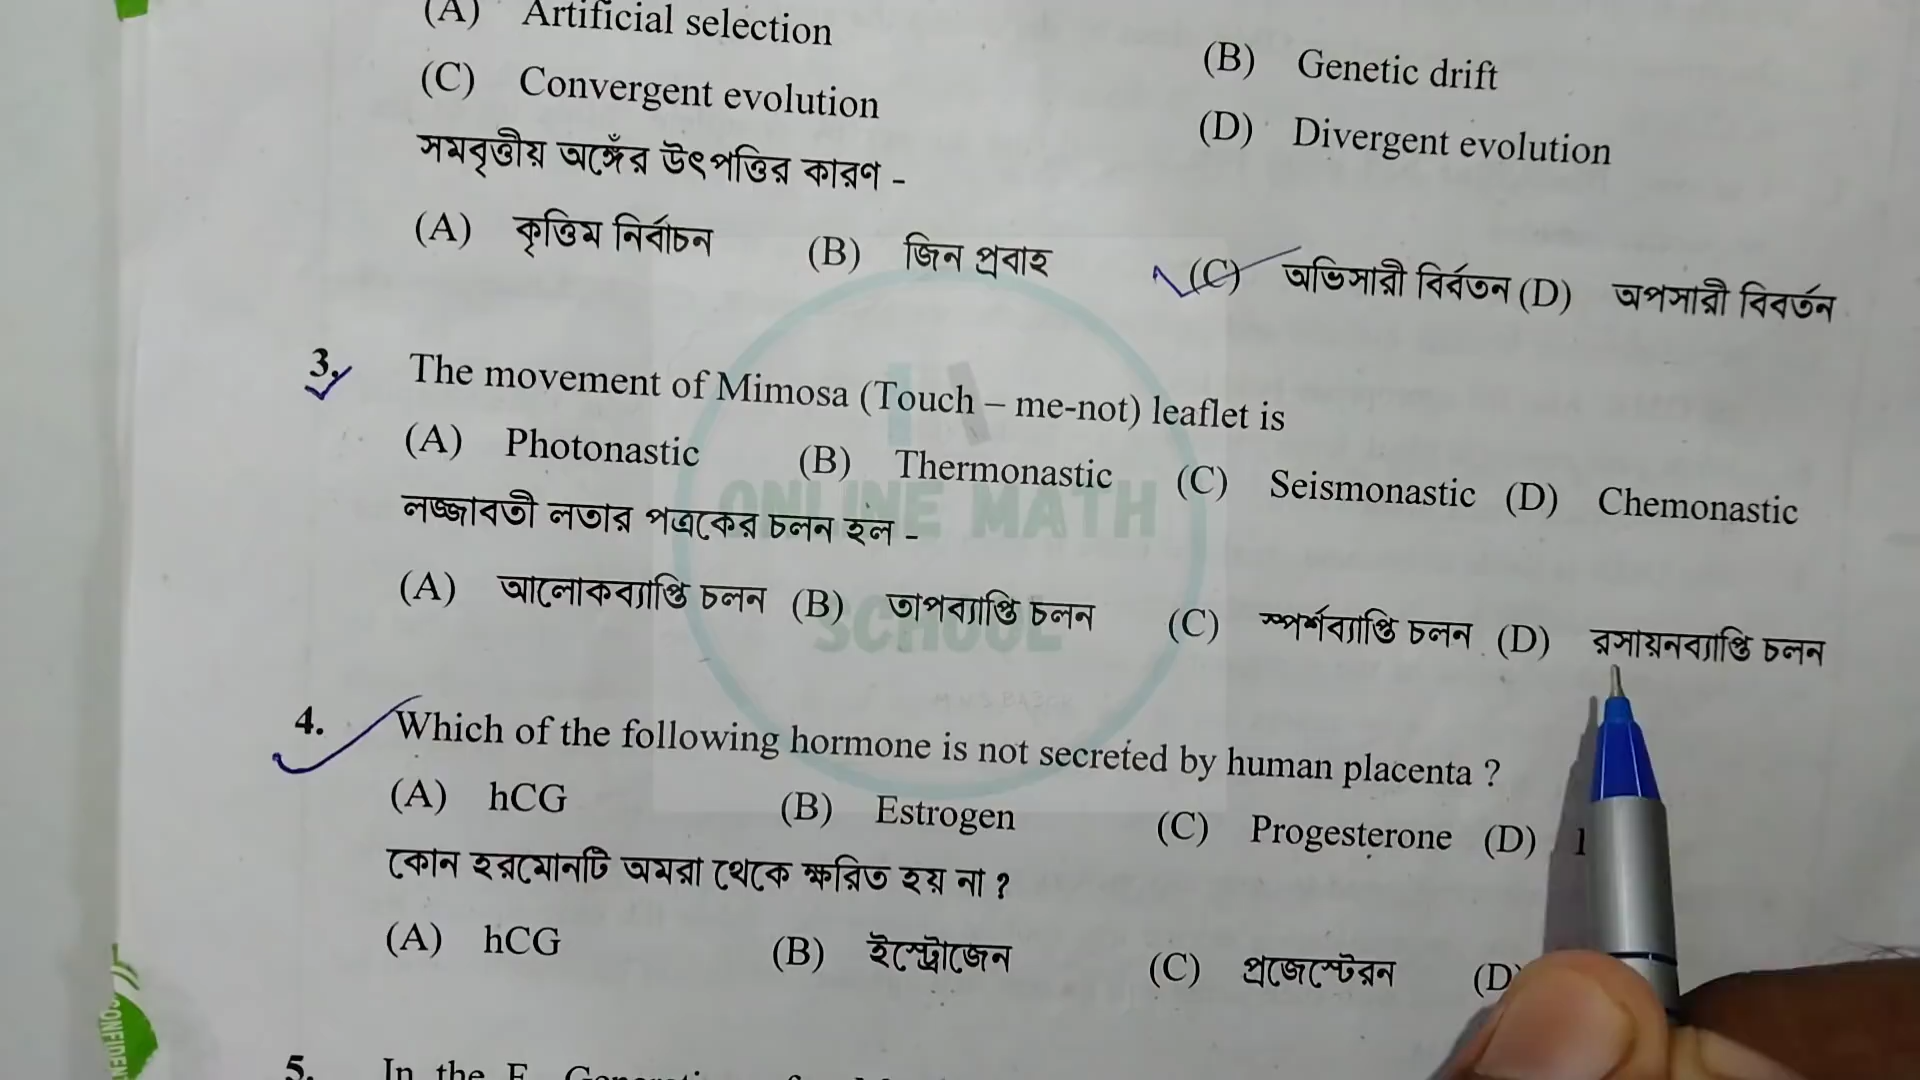 (A) Artificial selection
(B) Genetic drift
(C) Convergent evolution
(D) Divergent evolution
সমবৃত্তীয় অঙ্গেঁর উৎপত্তির কারণ -
(A) কৃত্তিম নির্বাচন (B) জিন প্রবাহ (C) অভিসারী বির্বতন (D) অপসারী বিবর্তন
3. The movement of Mimosa (Touch – me-not) leaflet is
(A) Photonastic (B) Thermonastic (C) Seismonastic (D) Chemonastic
লজ্জাবতী লতার পত্রকের চলন হল -
(A) আলোকব্যাপ্তি চলন (B) তাপব্যাপ্তি চলন (C) স্পর্শব্যাপ্তি চলন (D) রসায়নব্যাপ্তি চলন
4. Which of the following hormone is not secreted by human placenta ?
(A) hCG (B) Estrogen (C) Progesterone (D)
কোন হরমোনটি অমরা থেকে ক্ষরিত হয় না ?
(A) hCG (B) ইস্ট্রোজেন (C) প্রজেস্টেরন (D)
5. In the F
ONLINE MATH
SCHOOL